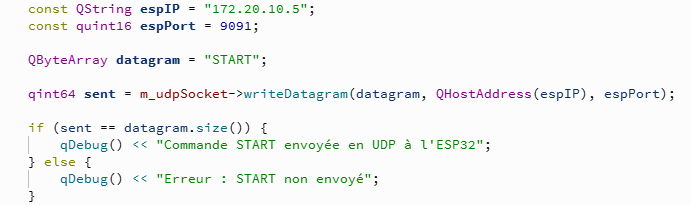 const QString espIP = "172.20.10.5";
const quint16 espPort = 9091;
QByteArray datagram = "START";
qint64 sent = m_udpSocket->writeDatagram(datagram, QHostAddress(espIP), espPort);
if (sent == datagram.size()) {
qDebug() << "Commande START envoyée en UDP à l'ESP32";
} else {
qDebug() << "Erreur : START non envoyé";
}